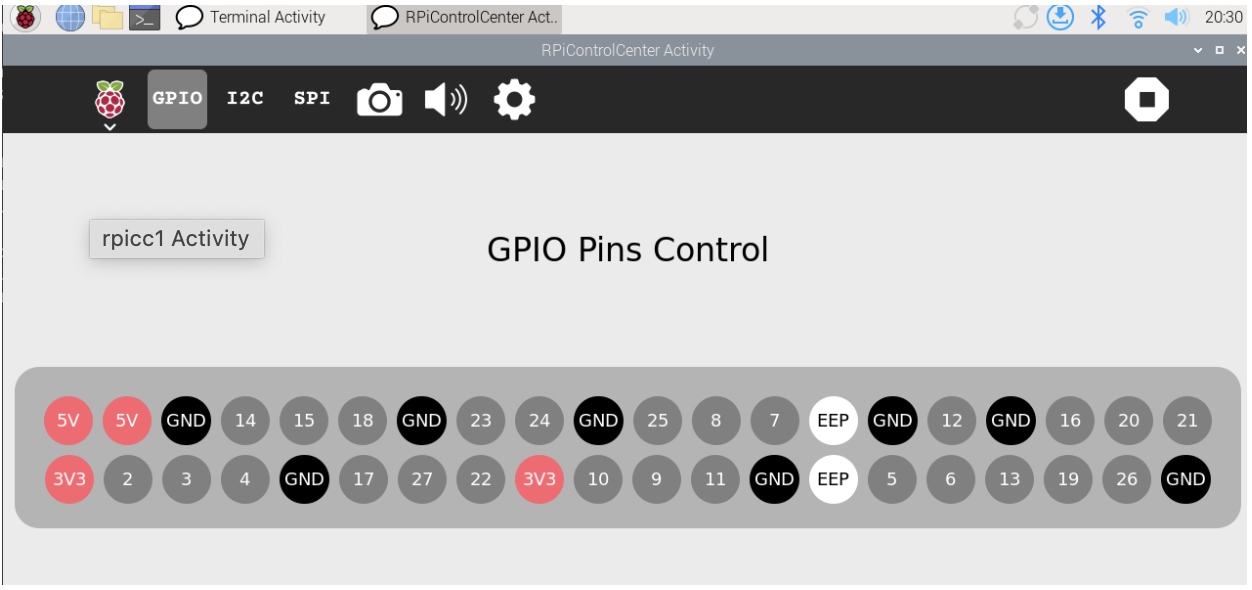 Terminal Activity RPiControlCenter Act.. 20:30
RPiControlCenter Activity
GPIO I2C SPI
rpicc1 Activity
GPIO Pins Control
5V 5V GND 14 15 18 GND 23 24 GND 25 8 7 EEP GND 12 GND 16 20 21
3V3 2 3 4 GND 17 27 22 3V3 10 9 11 GND EEP 5 6 13 19 26 GND